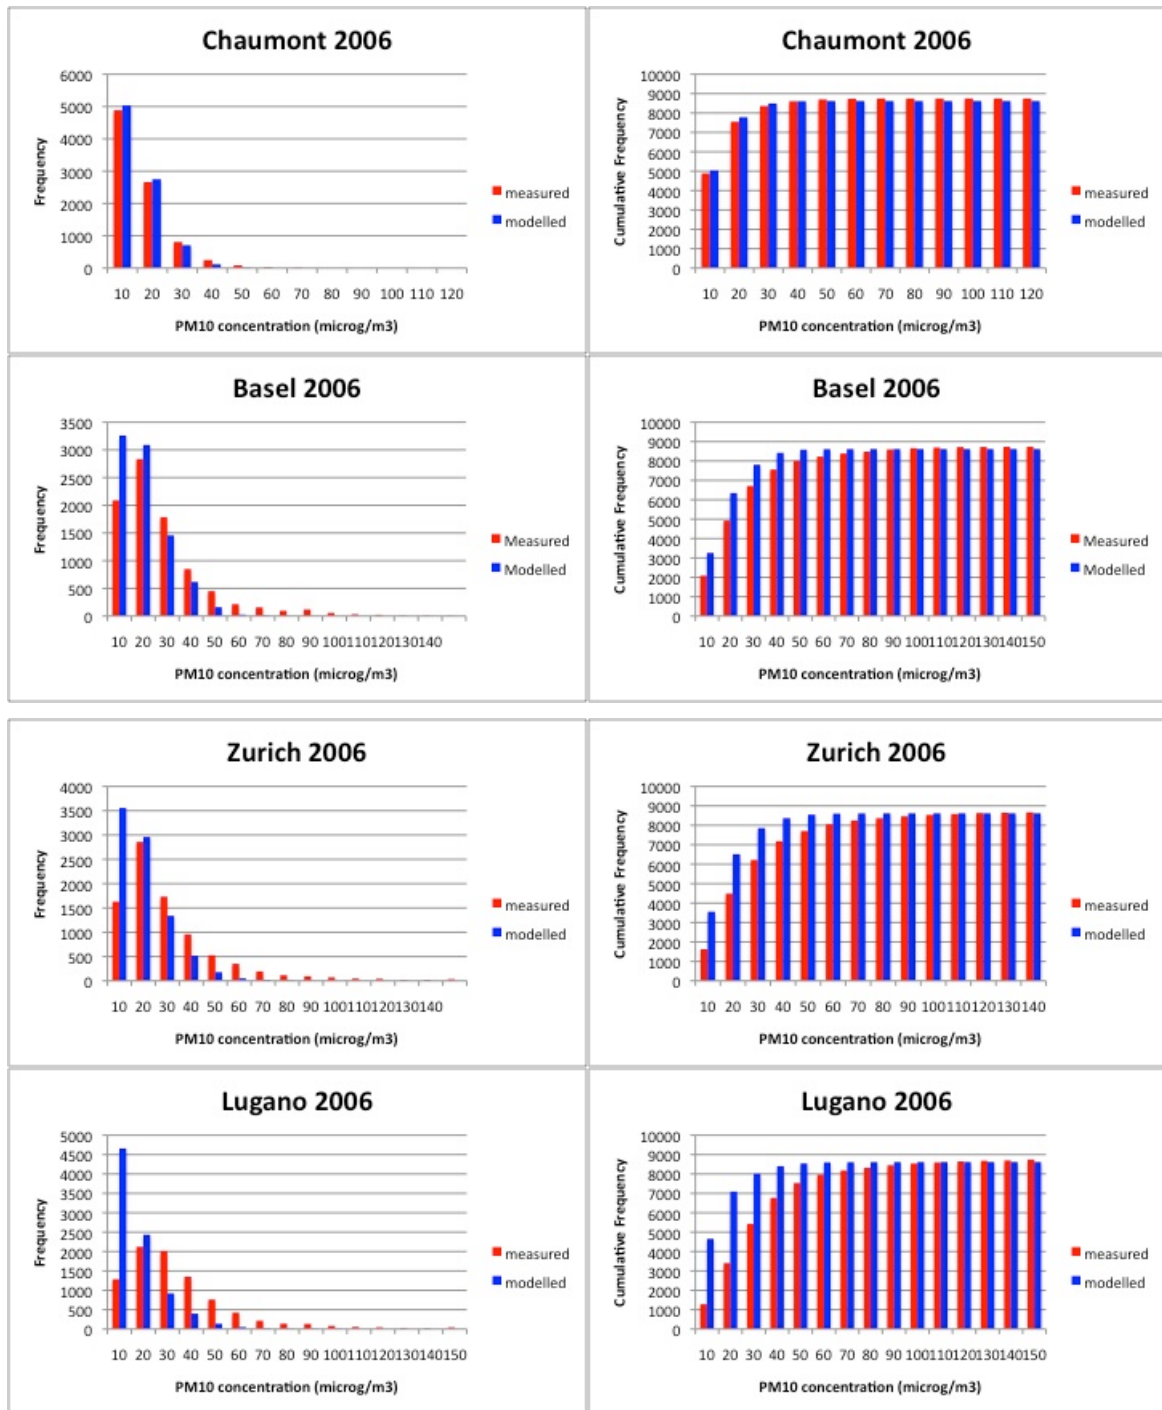 Chaumont 2006
6000
5000
4000
3000
2000
1000
0
Frequency
10 20 30 40 50 60 70 80 90 100 110 120
PM10 concentration (microg/m3)
measured
modelled
Chaumont 2006
10000
9000
8000
7000
6000
5000
4000
3000
2000
1000
0
Cumulative Frequency
10 20 30 40 50 60 70 80 90 100 110 120
PM10 concentration (microg/m3)
measured
modelled
Basel 2006
3500
3000
2500
2000
1500
1000
500
0
Frequency
10 20 30 40 50 60 70 80 90 100110120130140
PM10 concentration (microg/m3)
Measured
Modelled
Basel 2006
10000
9000
8000
7000
6000
5000
4000
3000
2000
1000
0
Cumulative Frequency
10 20 30 40 50 60 70 80 90 100110120130140150
PM10 concentration (microg/m3)
Measured
Modelled
Zurich 2006
4000
3500
3000
2500
2000
1500
1000
500
0
Frequency
10 20 30 40 50 60 70 80 90 100110120130140
PM10 concentration (microg/m3)
measured
modelled
Zurich 2006
10000
9000
8000
7000
6000
5000
4000
3000
2000
1000
0
Cumulative Frequency
10 20 30 40 50 60 70 80 90 100110120130140
PM10 concentration (microg/m3)
measured
modelled
Lugano 2006
5000
4500
4000
3500
3000
2500
2000
1500
1000
500
0
Frequency
10 20 30 40 50 60 70 80 90 100110120130140150
PM10 concentration (microg/m3)
measured
modelled
Lugano 2006
10000
9000
8000
7000
6000
5000
4000
3000
2000
1000
0
Cumulative Frequency
10 20 30 40 50 60 70 80 90 100110120130140150
PM10 concentration (microg/m3)
measured
modelled